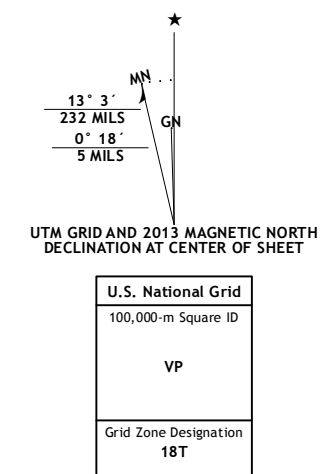 ★
MN
GN
13° 3´
232 MILS
0° 18´
5 MILS
UTM GRID AND 2013 MAGNETIC NORTH
DECLINATION AT CENTER OF SHEET
U.S. National Grid
100,000-m Square ID
VP
Grid Zone Designation
18T